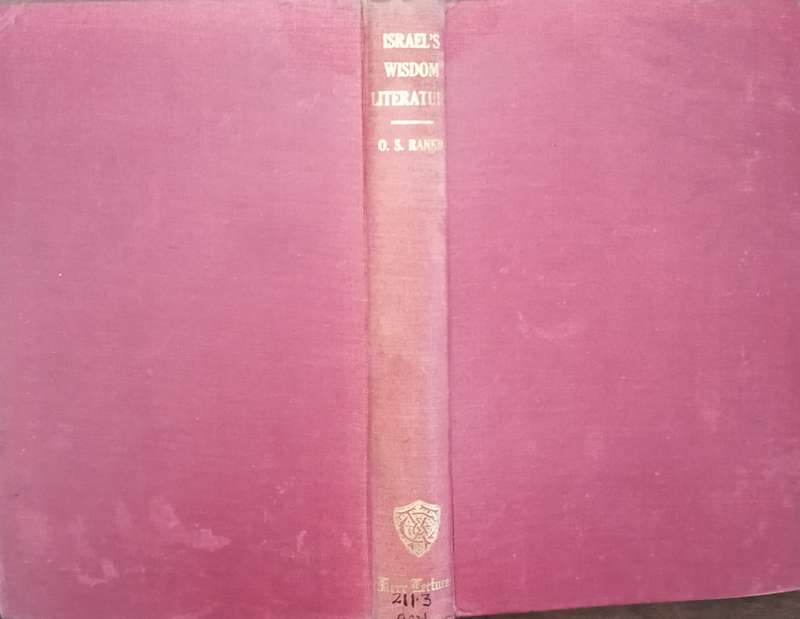 ISRAEL'S
WISDOM
LITERATU
O. S. RANK
Kerr Lecture
211.3